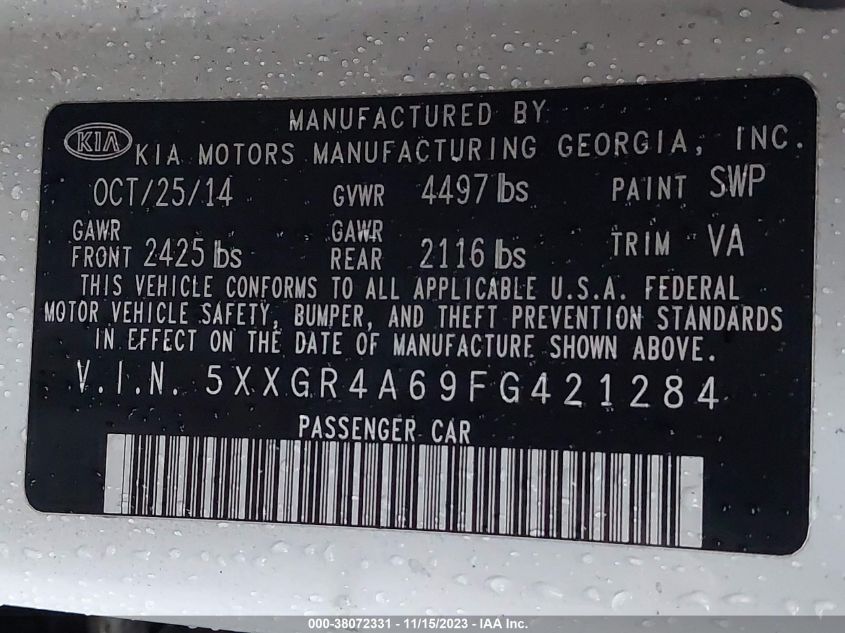 MANUFACTURED BY
KIA KIA MOTORS MANUFACTURING GEORGIA, INC.
OCT/25/14 GVWR 4497 lbs PAINT SWP
GAWR FRONT 2425 lbs GAWR REAR 2116 lbs TRIM VA
THIS VEHICLE CONFORMS TO ALL APPLICABLE U.S.A. FEDERAL
MOTOR VEHICLE SAFETY, BUMPER, AND THEFT PREVENTION STANDARDS
IN EFFECT ON THE DATE OF MANUFACTURE SHOWN ABOVE.
V.I.N. 5XXGR4A69FG421284
PASSENGER CAR
000-38072331 - 11/15/2023 - IAA Inc.